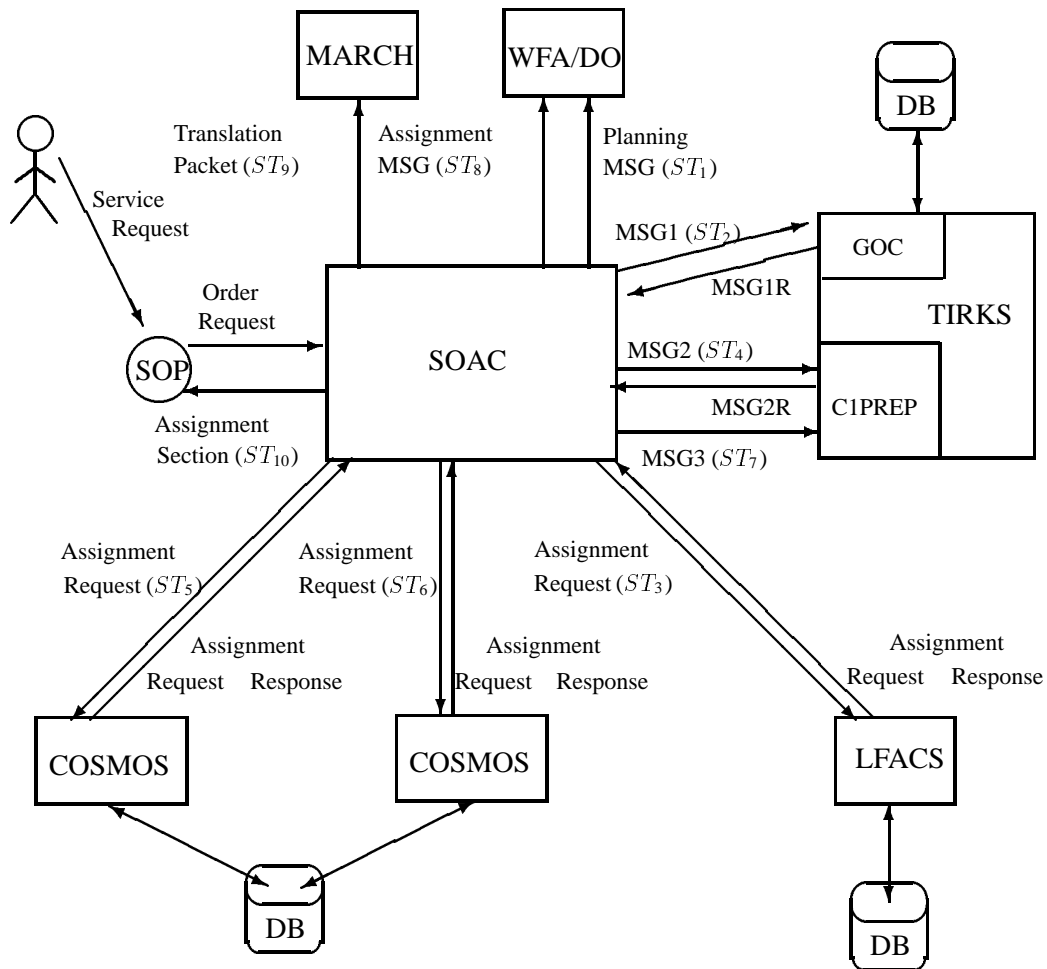 MARCH
WFA/DO
DB
Translation
Packet (ST9)
Assignment
MSG (ST8)
Planning
MSG (ST1)
Service
Request
MSG1 (ST2)
GOC
MSG1R
TIRKS
Order
Request
SOP
SOAC
MSG2 (ST4)
MSG2R
C1PREP
MSG3 (ST7)
Assignment
Section (ST10)
Assignment
Request (ST5)
Assignment
Request (ST6)
Assignment
Request (ST3)
Assignment
Request Response
Assignment
Request Response
Assignment
Request Response
COSMOS
COSMOS
LFACS
DB
DB